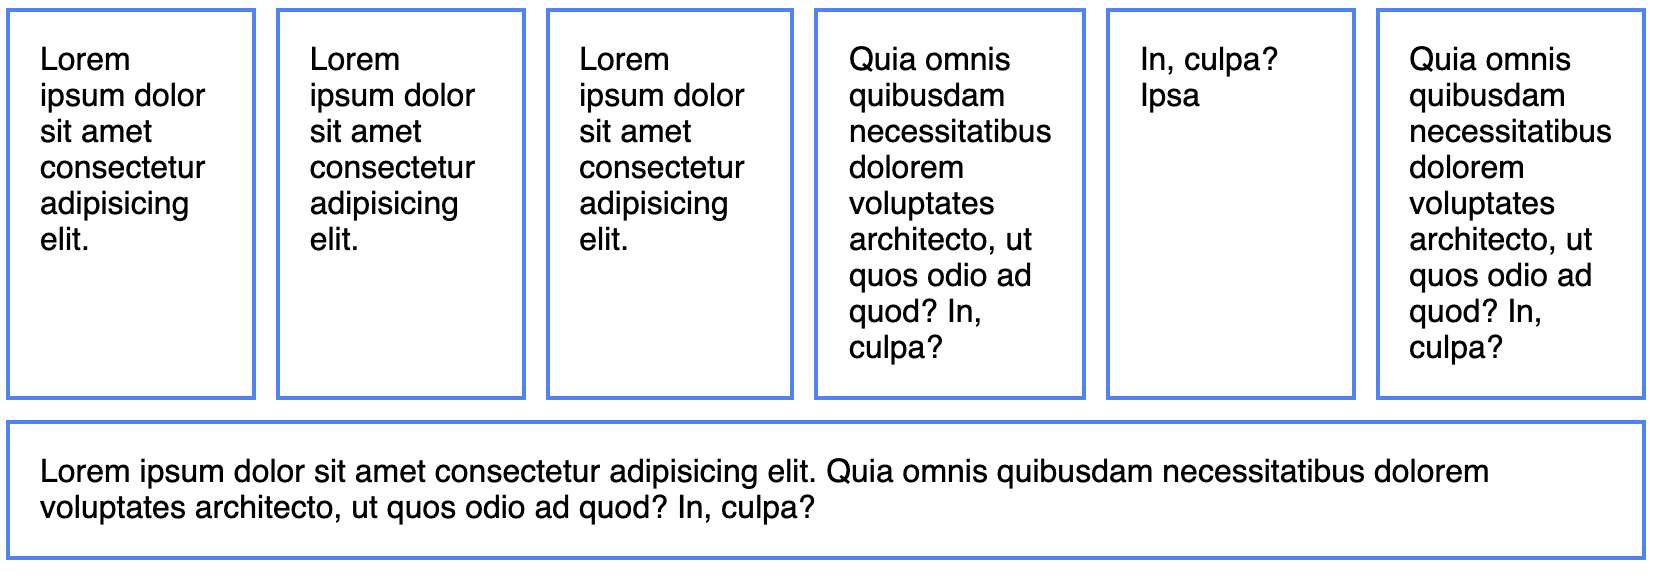 Lorem
ipsum dolor
sit amet
consectetur
adipisicing
elit.
Lorem
ipsum dolor
sit amet
consectetur
adipisicing
elit.
Lorem
ipsum dolor
sit amet
consectetur
adipisicing
elit.
Quia omnis
quibusdam
necessitatibus
dolorem
voluptates
architecto, ut
quos odio ad
quod? In,
culpa?
In, culpa?
Ipsa
Quia omnis
quibusdam
necessitatibus
dolorem
voluptates
architecto, ut
quos odio ad
quod? In,
culpa?
Lorem ipsum dolor sit amet consectetur adipisicing elit. Quia omnis quibusdam necessitatibus dolorem
voluptates architecto, ut quos odio ad quod? In, culpa?